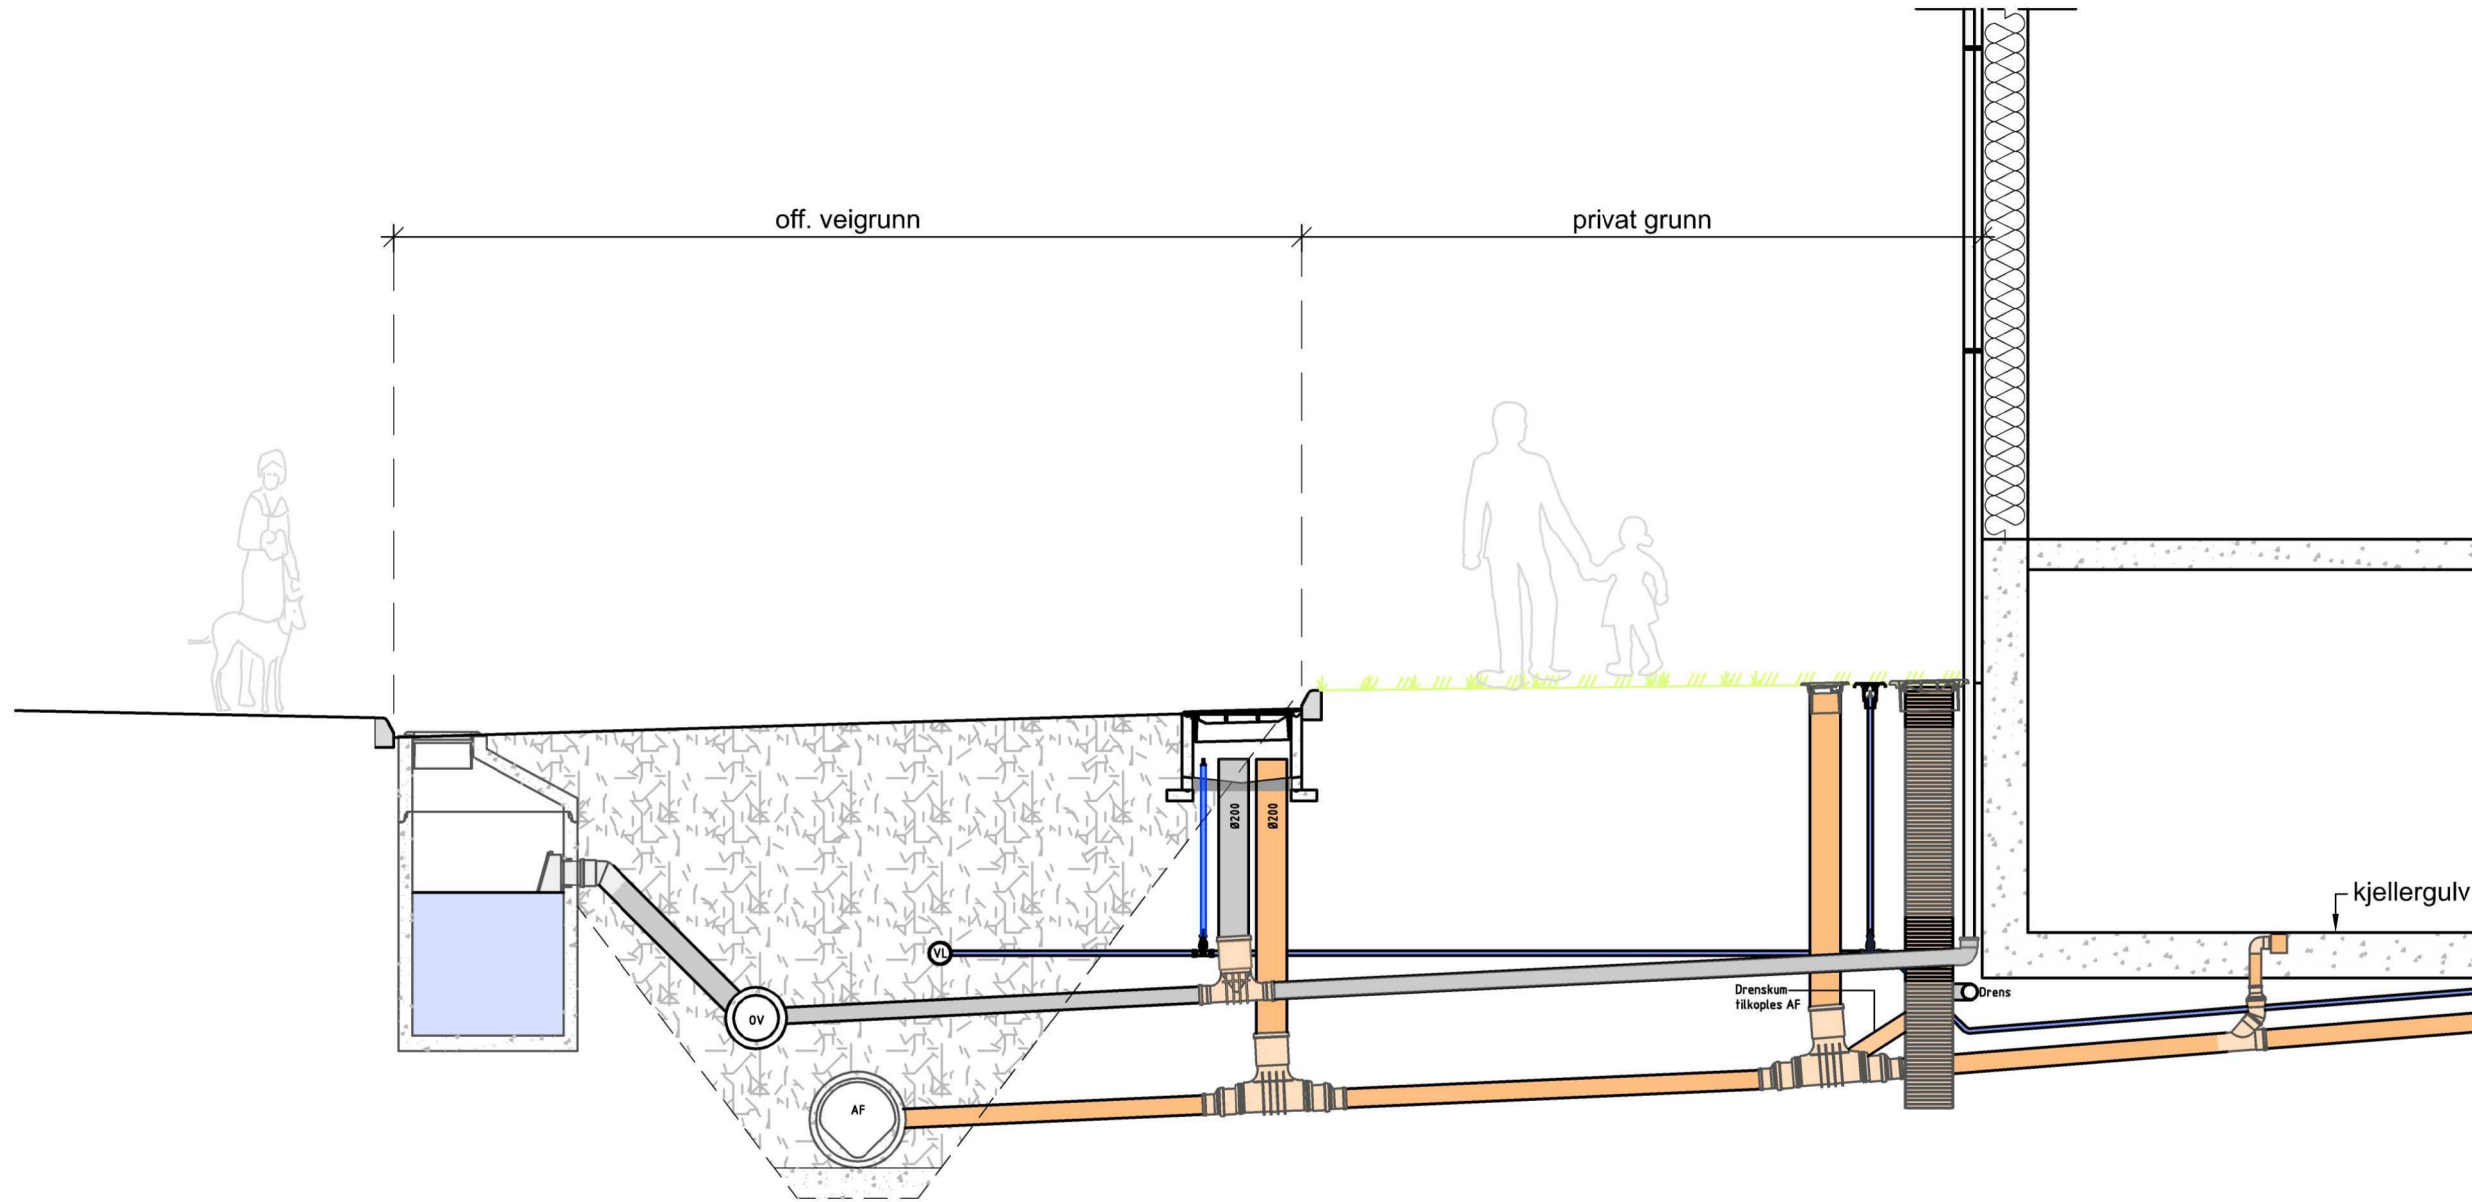 off. veigrunn
privat grunn
Ø200
Ø200
kjellergulv
VL
Drenskum
tilkoples AF
Drens
OV
AF